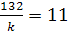 132/k = 11